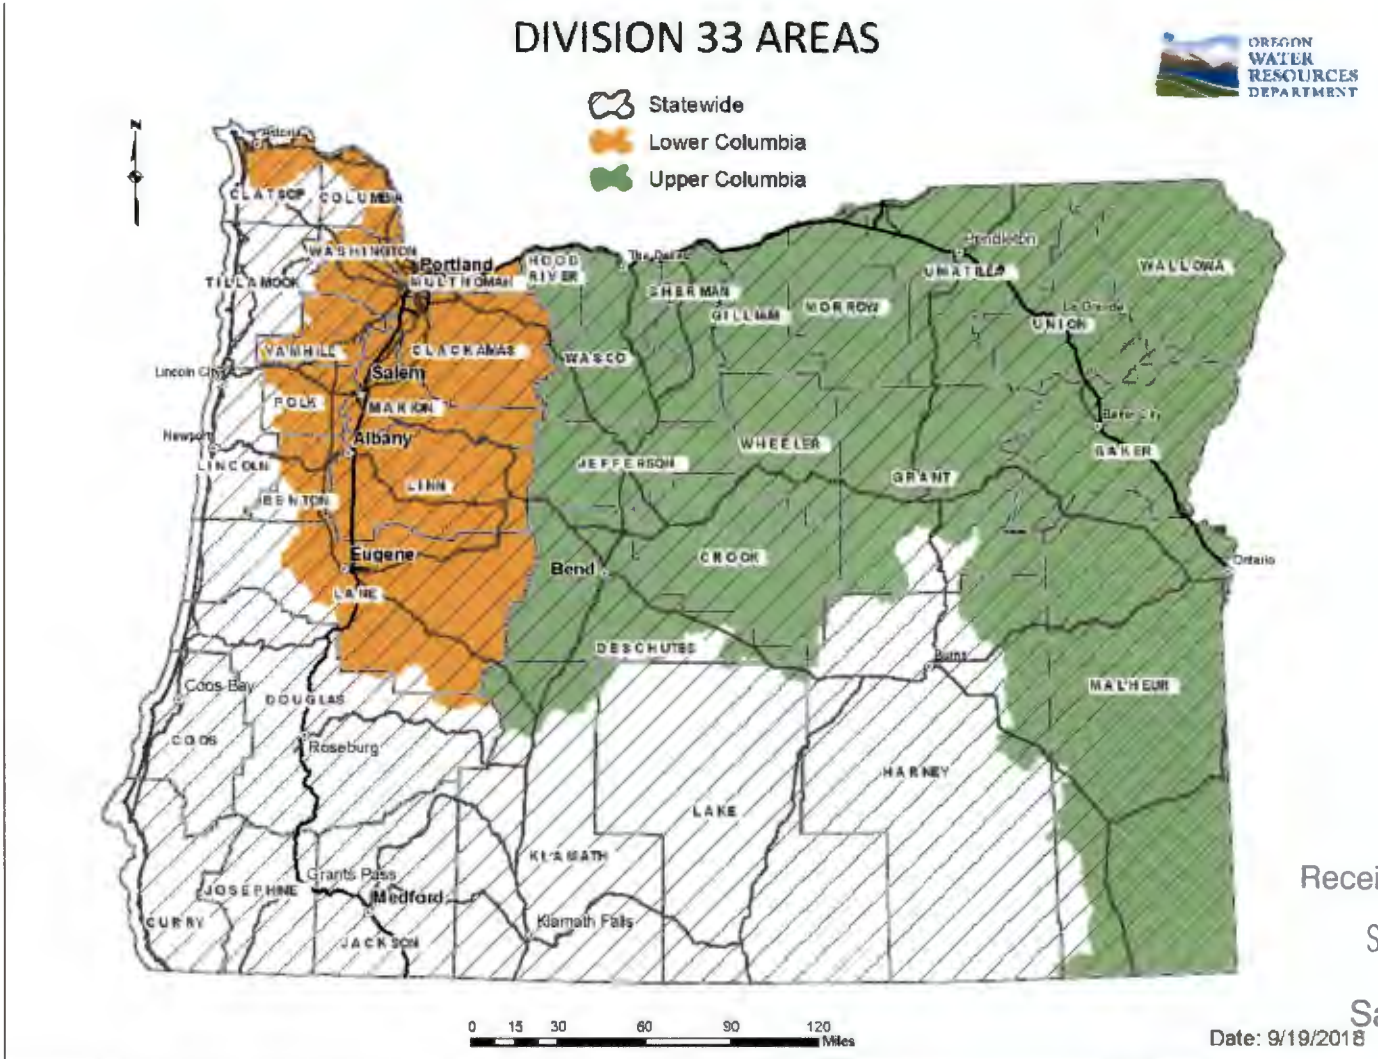 DIVISION 33 AREAS
OREGON
WATER
RESOURCES
DEPARTMENT
Statewide
Lower Columbia
Upper Columbia
N
Astoria
CLATSOP
COLUMBIA
WASHINGTON
Portland
HOOD
RIVER
The Dalles
Pendleton
TILLAMOOK
MULTNOMAH
SHERMAN
UMATILLA
WALLOWA
GILLIAM
MORROW
La Grande
UNION
YAMHILL
CLACKAMAS
WASCO
Lincoln City
Salem
POLK
MARION
Baker City
Newport
Albany
WHEELER
BAKER
LINCOLN
JEFFERSON
LINN
GRANT
BENTON
Eugene
Bend
CROOK
Ontario
LANE
DESCHUTES
Burns
Coos Bay
DOUGLAS
MALHEUR
COOS
Roseburg
HARNEY
LAKE
KLAMATH
Grants Pass
JOSEPHINE
Medford
CURRY
Klamath Falls
JACKSON
Recei
S
Sa
0 15 30 60 90 120
Miles
Date: 9/19/2018